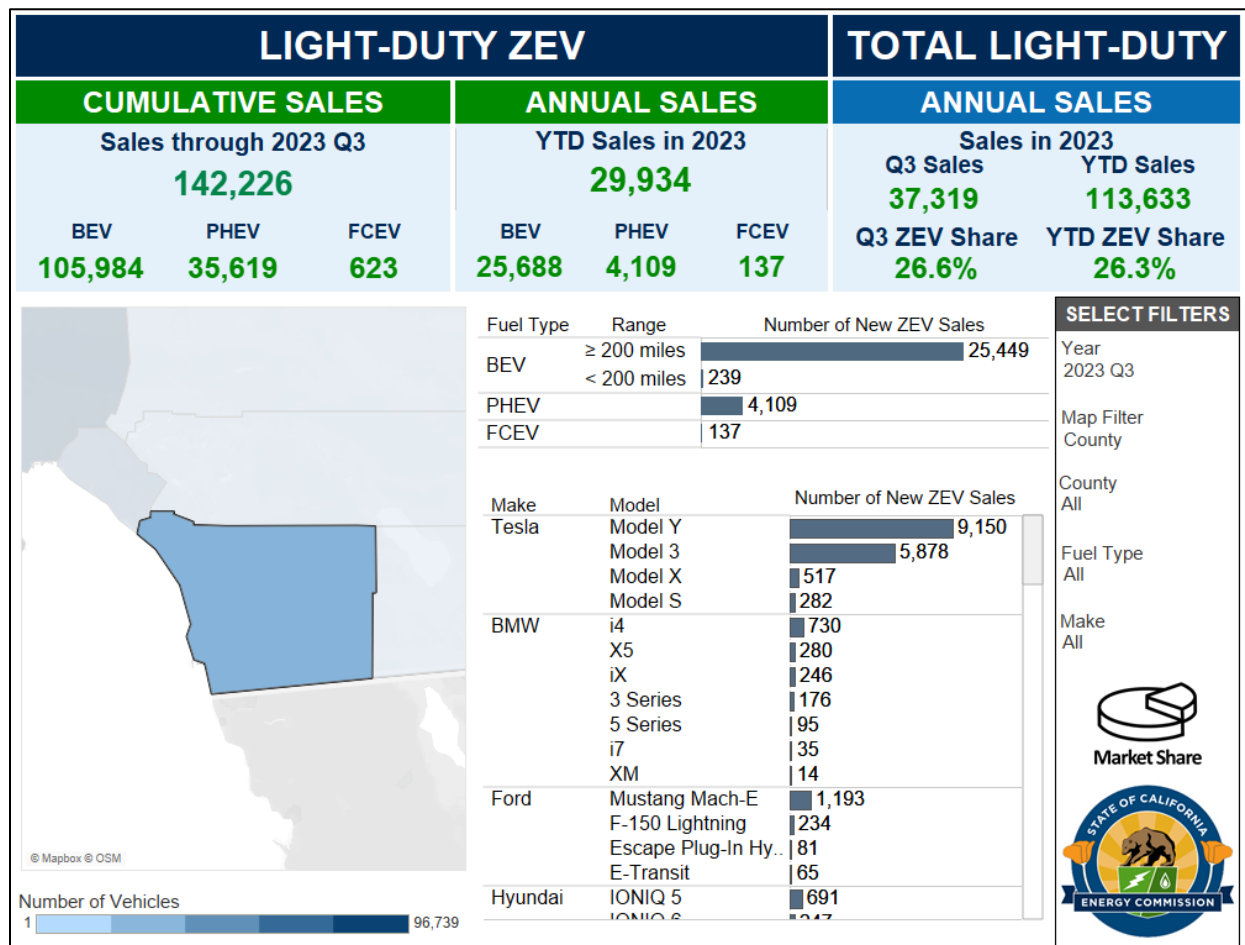 LIGHT-DUTY ZEV
TOTAL LIGHT-DUTY
CUMULATIVE SALES
ANNUAL SALES
ANNUAL SALES
Sales through 2023 Q3
142,226
BEV PHEV FCEV
105,984 35,619 623
YTD Sales in 2023
29,934
BEV PHEV FCEV
25,688 4,109 137
Sales in 2023
Q3 Sales YTD Sales
37,319 113,633
Q3 ZEV Share YTD ZEV Share
26.6% 26.3%
© Mapbox © OSM
Number of Vehicles
1 96,739
Fuel Type Range Number of New ZEV Sales
BEV ≥ 200 miles 25,449
< 200 miles 239
PHEV 4,109
FCEV 137
Make Model Number of New ZEV Sales
Tesla Model Y 9,150
Model 3 5,878
Model X 517
Model S 282
BMW i4 730
X5 280
iX 246
3 Series 176
5 Series 95
i7 35
XM 14
Ford Mustang Mach-E 1,193
F-150 Lightning 234
Escape Plug-In Hy.. 81
E-Transit 65
Hyundai IONIQ 5 691
SELECT FILTERS
Year
2023 Q3
Map Filter
County
County
All
Fuel Type
All
Make
All
Market Share
STATE OF CALIFORNIA
ENERGY COMMISSION